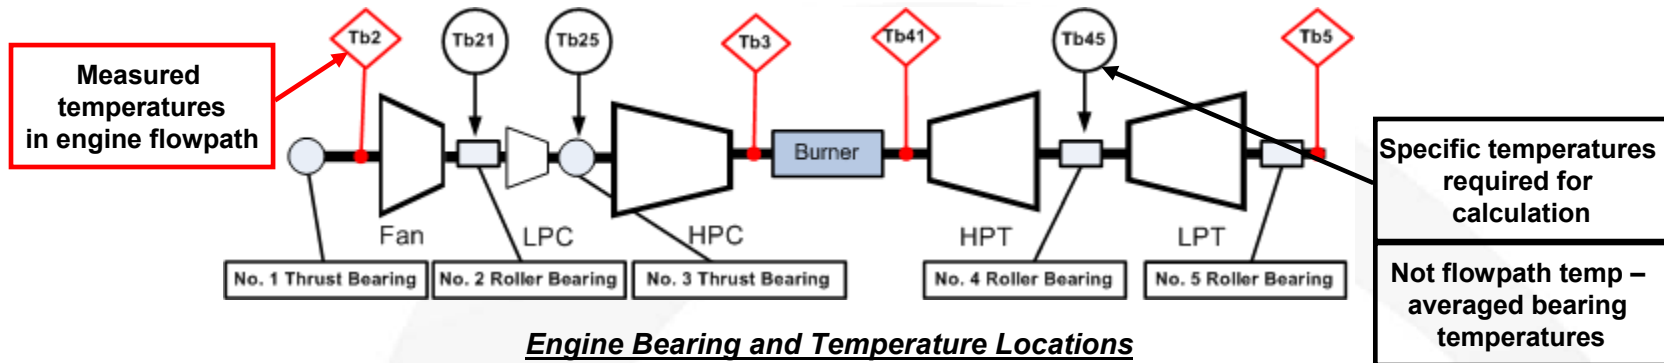 Tb2
Tb21
Tb25
Tb3
Tb41
Tb45
Tb5
Measured
temperatures
in engine flowpath
Burner
Specific temperatures
required for
calculation
Fan
LPC
HPC
HPT
LPT
No. 1 Thrust Bearing
No. 2 Roller Bearing
No. 3 Thrust Bearing
No. 4 Roller Bearing
No. 5 Roller Bearing
Not flowpath temp –
averaged bearing
temperatures
Engine Bearing and Temperature Locations